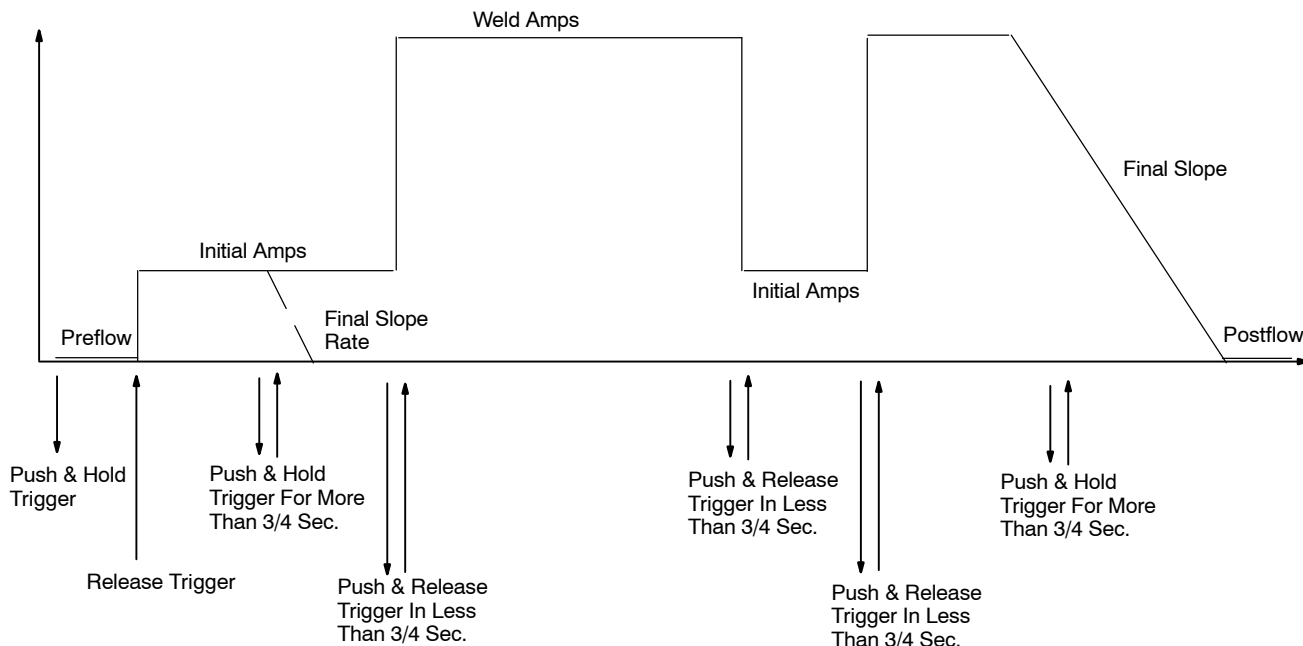 Weld Amps
Initial Amps
Final Slope
Initial Amps
Preflow
Final Slope
Rate
Postflow
Push & Hold
Trigger
Release Trigger
Push & Hold
Trigger For More
Than 3/4 Sec.
Push & Release
Trigger In Less
Than 3/4 Sec.
Push & Release
Trigger In Less
Than 3/4 Sec.
Push & Release
Trigger In Less
Than 3/4 Sec.
Push & Hold
Trigger For More
Than 3/4 Sec.